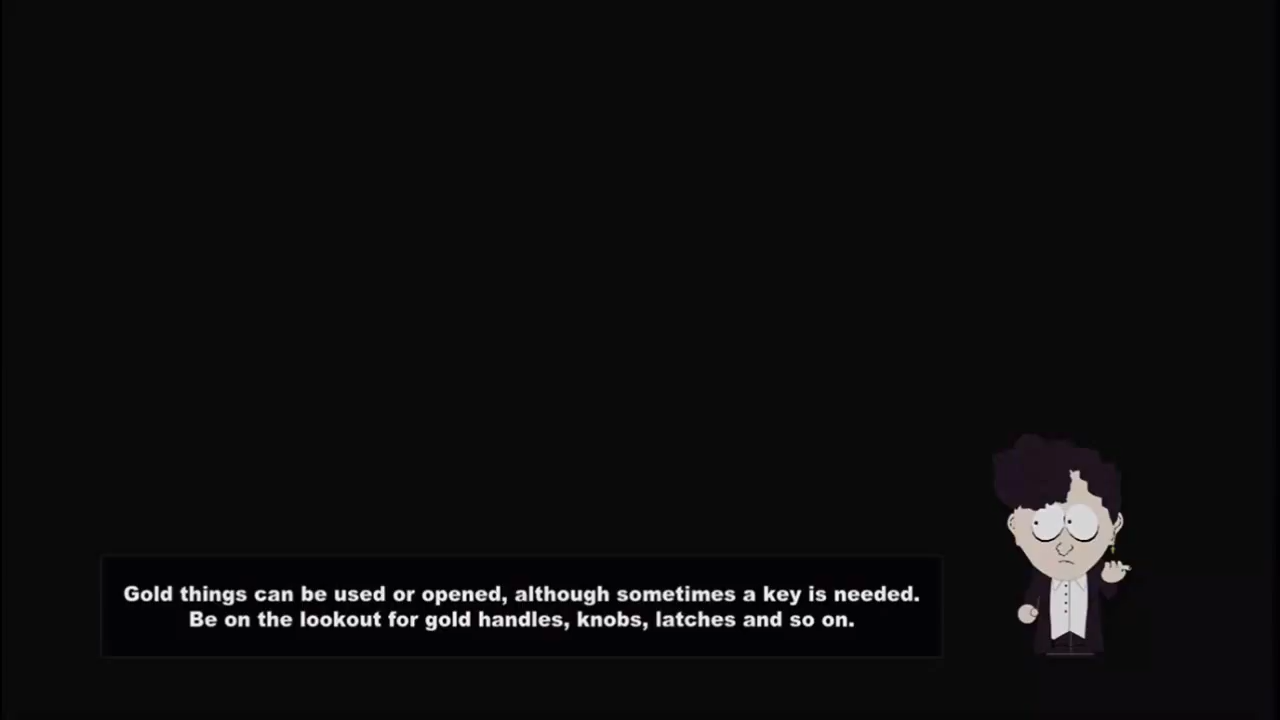 Gold things can be used or opened, although sometimes a key is needed.
Be on the lookout for gold handles, knobs, latches and so on.